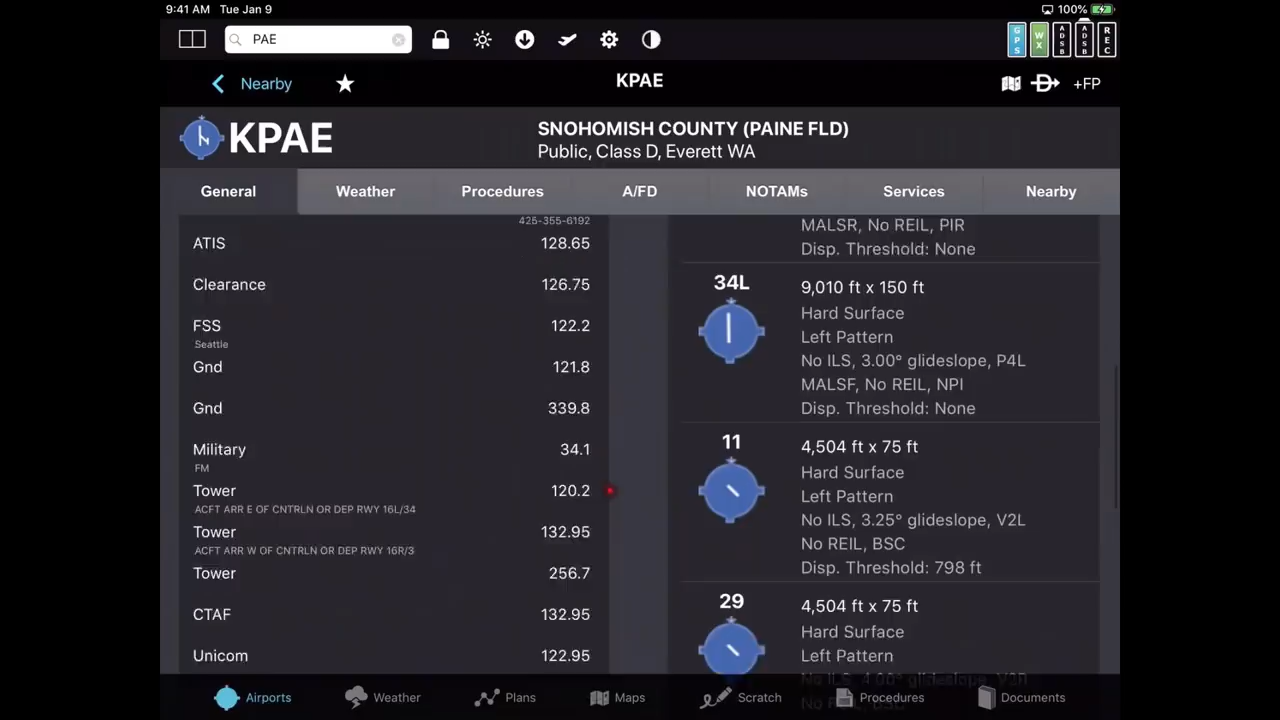 9:41 AM Tue Jan 9
100%
PAE
GPS
WX
ADSB
ADSB
REC
Nearby
KPAE
+FP
KPAE
SNOHOMISH COUNTY (PAINE FLD)
Public, Class D, Everett WA
General Weather Procedures A/FD NOTAMs Services Nearby
425-355-6192
ATIS 128.65
Clearance 126.75
FSS 122.2
Seattle
Gnd 121.8
Gnd 339.8
Military 34.1
FM
Tower 120.2
ACFT ARR E OF CNTRLN OR DEP RWY 16L/34
Tower 132.95
ACFT ARR W OF CNTRLN OR DEP RWY 16R/3
Tower 256.7
CTAF 132.95
Unicom 122.95
MALSR, No REIL, PIR
Disp. Threshold: None
34L
9,010 ft x 150 ft
Hard Surface
Left Pattern
No ILS, 3.00° glideslope, P4L
MALSF, No REIL, NPI
Disp. Threshold: None
11
4,504 ft x 75 ft
Hard Surface
Left Pattern
No ILS, 3.25° glideslope, V2L
No REIL, BSC
Disp. Threshold: 798 ft
29
4,504 ft x 75 ft
Hard Surface
Left Pattern
Airports Weather Plans Maps Scratch Procedures Documents